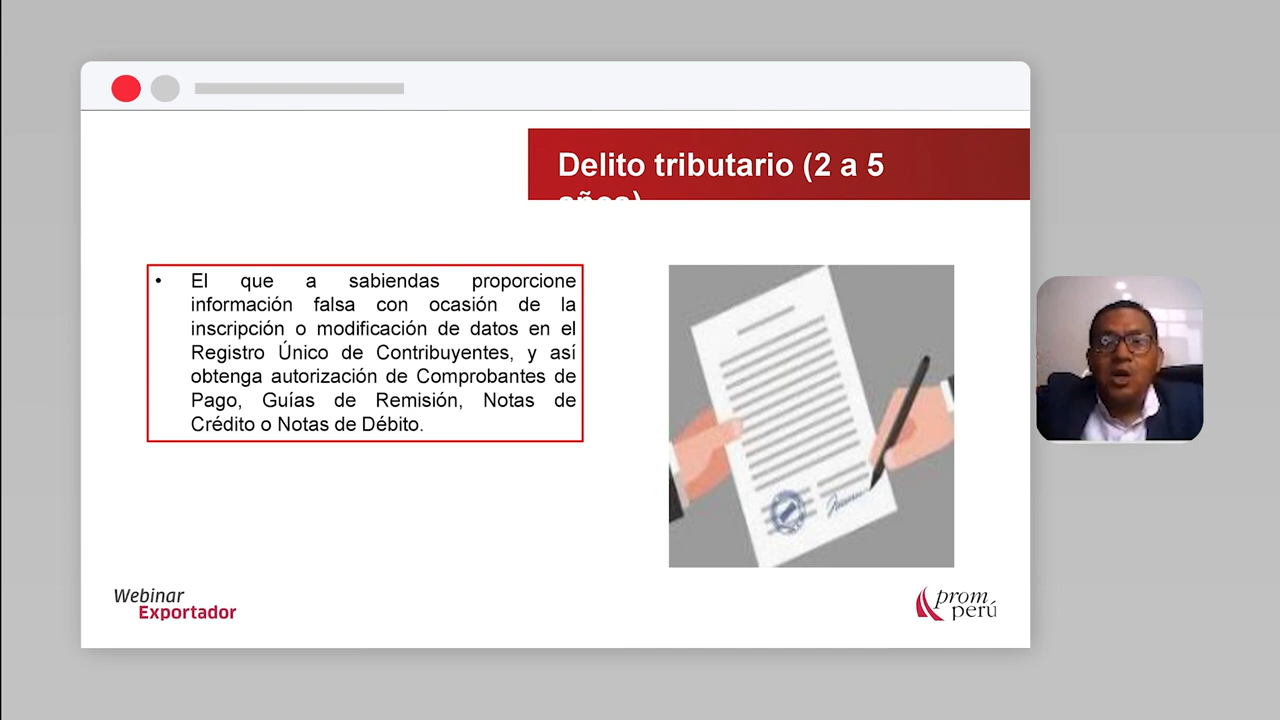 Delito tributario (2 a 5
años)
• El que a sabiendas proporcione
información falsa con ocasión de la
inscripción o modificación de datos en el
Registro Único de Contribuyentes, y así
obtenga autorización de Comprobantes de
Pago, Guías de Remisión, Notas de
Crédito o Notas de Débito.
Webinar
Exportador
prom
perú